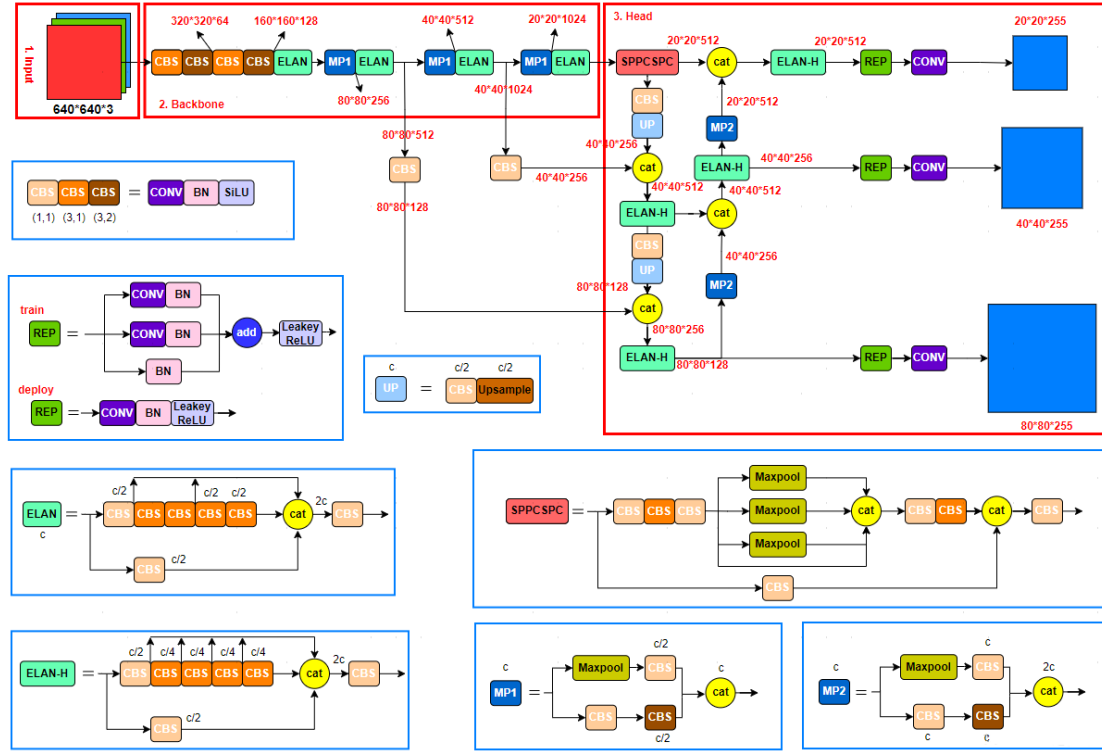 1. Input
640*640*3
320*320*64
160*160*128
40*40*512
20*20*1024
CBS CBS CBS CBS ELAN MP1 ELAN MP1 ELAN MP1 ELAN
2. Backbone
80*80*256
40*40*1024
80*80*512
CBS
CBS
40*40*256
80*80*128
3. Head
20*20*255
20*20*512
20*20*512
SPPCSPC cat ELAN-H REP CONV
CBS
UP
20*20*512
MP2
40*40*256
cat
ELAN-H
40*40*256
REP CONV
40*40*512
40*40*512
ELAN-H
cat
40*40*255
CBS
UP
40*40*256
MP2
80*80*128
cat
80*80*256
ELAN-H
80*80*128
REP CONV
80*80*255
CBS CBS CBS = CONV BN SiLU
(1,1) (3,1) (3,2)
train
CONV BN
REP = CONV BN add Leakey ReLU
BN
deploy
REP = CONV BN Leakey ReLU
c c/2 c/2
UP = CBS Upsample
c/2 c/2 c/2 2c
ELAN = CBS CBS CBS CBS CBS cat CBS
c
c/2
CBS
c/2 c/4 c/4 c/4 c/4 2c
ELAN-H = CBS CBS CBS CBS CBS cat CBS
c/2
CBS
Maxpool
SPPCSPC = CBS CBS CBS Maxpool cat CBS CBS cat CBS
Maxpool
CBS
c c/2 c
Maxpool CBS
MP1 = cat
CBS CBS
c/2
c c 2c
Maxpool CBS
MP2 = cat
CBS CBS
c c